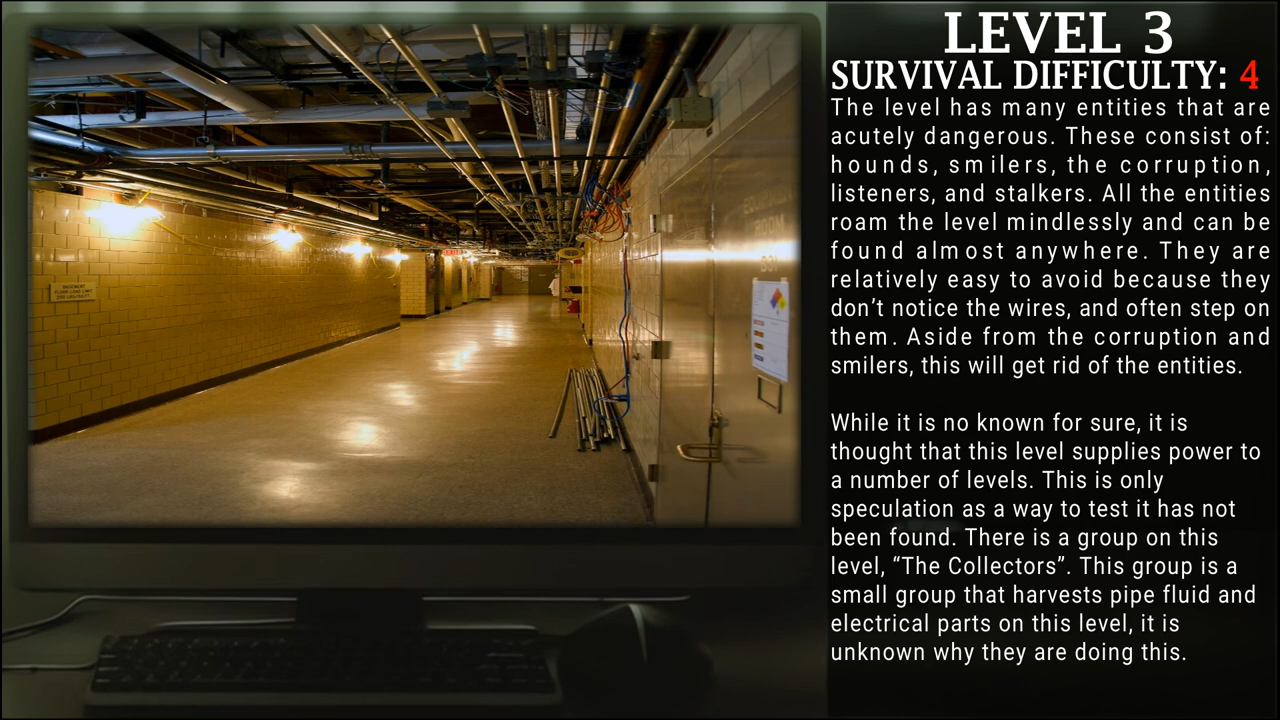 LEVEL 3
SURVIVAL DIFFICULTY: 4
The level has many entities that are
acutely dangerous. These consist of:
hounds, smilers, the corruption,
listeners, and stalkers. All the entities
roam the level mindlessly and can be
found almost anywhere. They are
relatively easy to avoid because they
don’t notice the wires, and often step on
them. Aside from the corruption and
smilers, this will get rid of the entities.
While it is no known for sure, it is
thought that this level supplies power to
a number of levels. This is only
speculation as a way to test it has not
been found. There is a group on this
level, “The Collectors”. This group is a
small group that harvests pipe fluid and
electrical parts on this level, it is
unknown why they are doing this.
BASEMENT
FLOOR LOAD LIMIT
ROOM